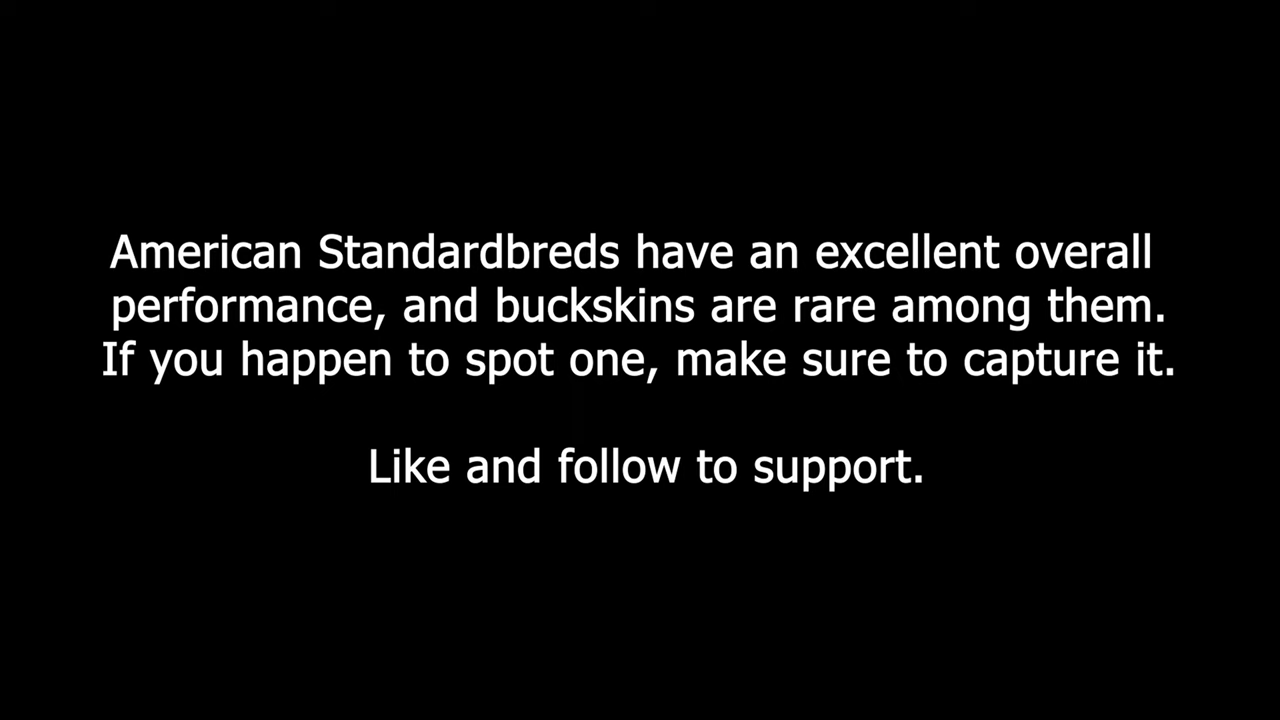 American Standardbreds have an excellent overall
performance, and buckskins are rare among them.
If you happen to spot one, make sure to capture it.
Like and follow to support.